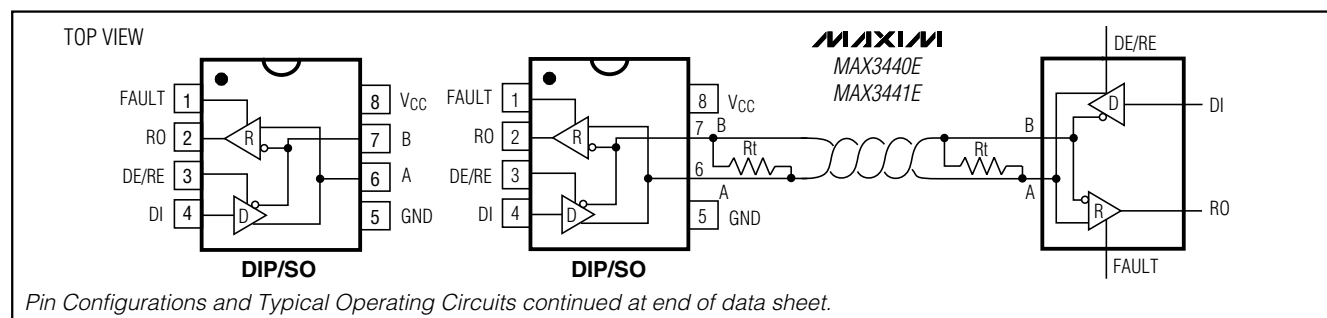 TOP VIEW
FAULT 1
RO 2
DE/RE 3
DI 4
8 VCC
7 B
6 A
5 GND
R
D
DIP/SO
FAULT 1
RO 2
DE/RE 3
DI 4
8 VCC
7 B
6 A
5 GND
R
D
DIP/SO
Rt
MAXIM
MAX3440E
MAX3441E
Rt
B
A
DE/RE
D
DI
R
RO
FAULT
Pin Configurations and Typical Operating Circuits continued at end of data sheet.